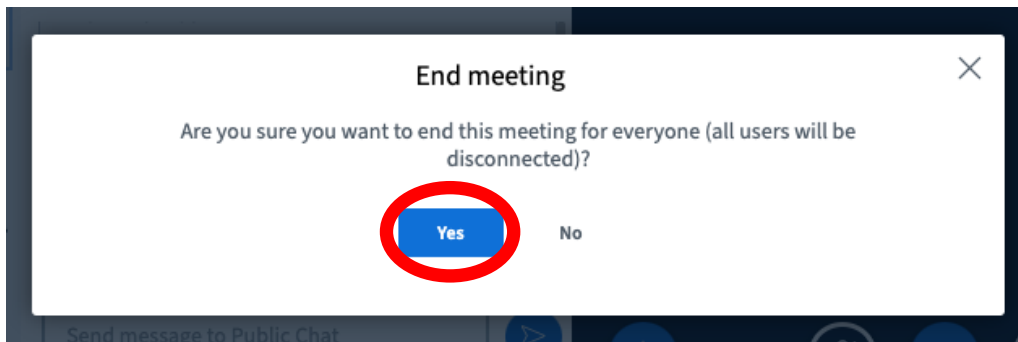 End meeting
Are you sure you want to end this meeting for everyone (all users will be
disconnected)?
Yes No
Send message to Public Chat